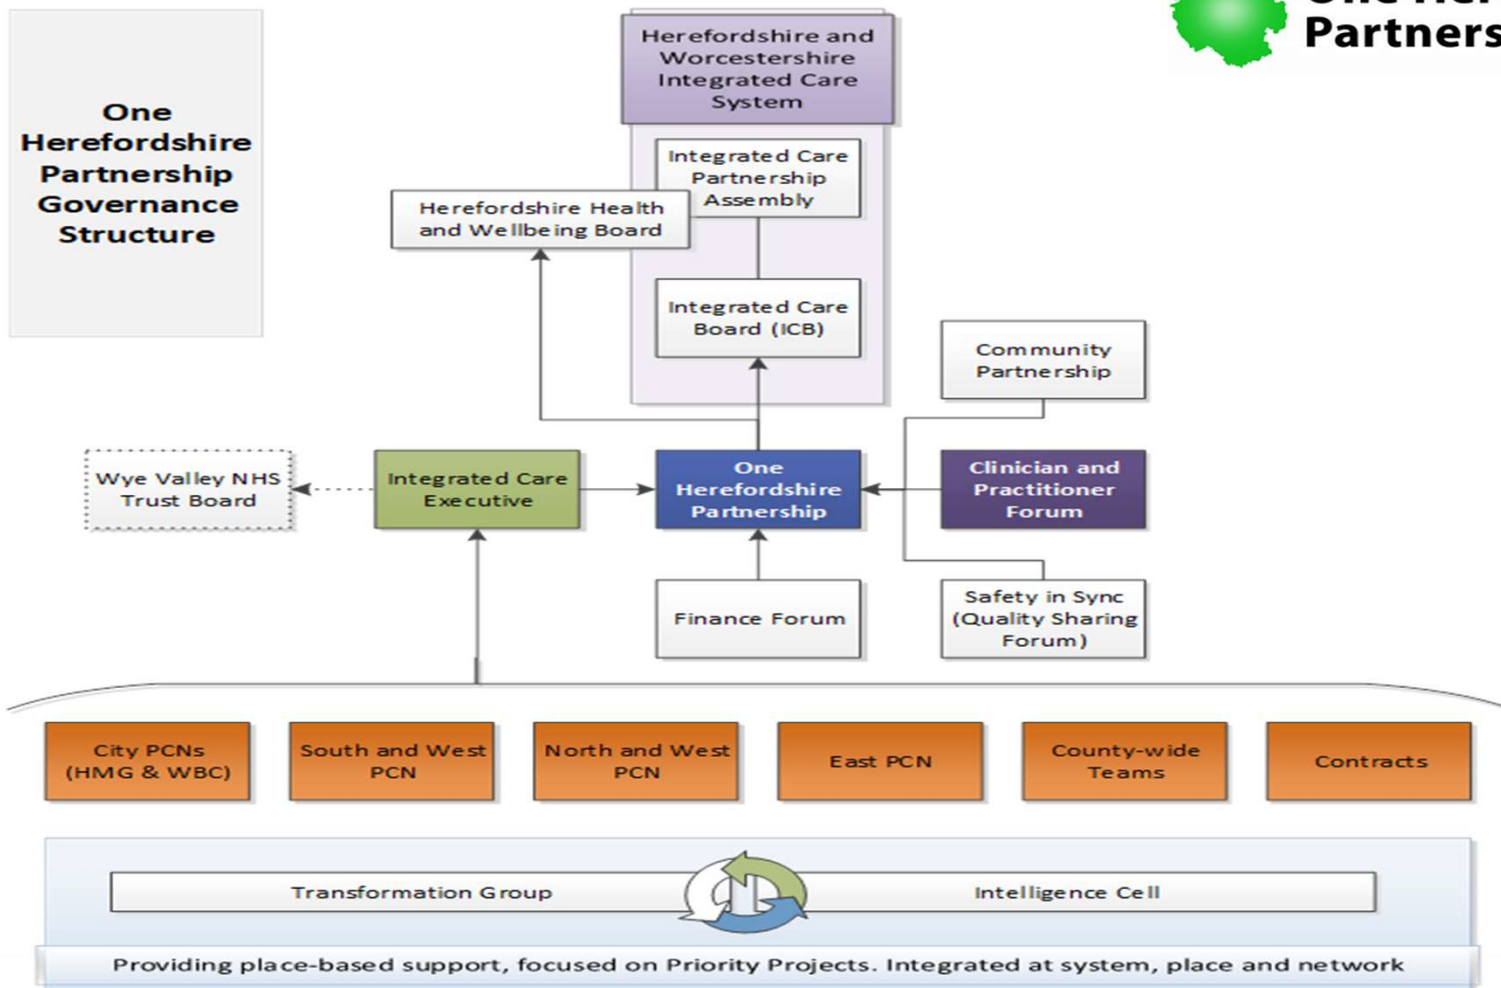 One
Herefordshire
Partnership
Governance
Structure
Partners
Herefordshire and
Worcestershire
Integrated Care
System
Integrated Care
Partnership
Assembly
Herefordshire Health
and Wellbeing Board
Integrated Care
Board (ICB)
Community
Partnership
Wye Valley NHS
Trust Board
Integrated Care
Executive
One
Herefordshire
Partnership
Clinician and
Practitioner
Forum
Finance Forum
Safety in Sync
(Quality Sharing
Forum)
City PCNs
(HMG & WBC)
South and West
PCN
North and West
PCN
East PCN
County-wide
Teams
Contracts
Transformation Group
Intelligence Cell
Providing place-based support, focused on Priority Projects. Integrated at system, place and network